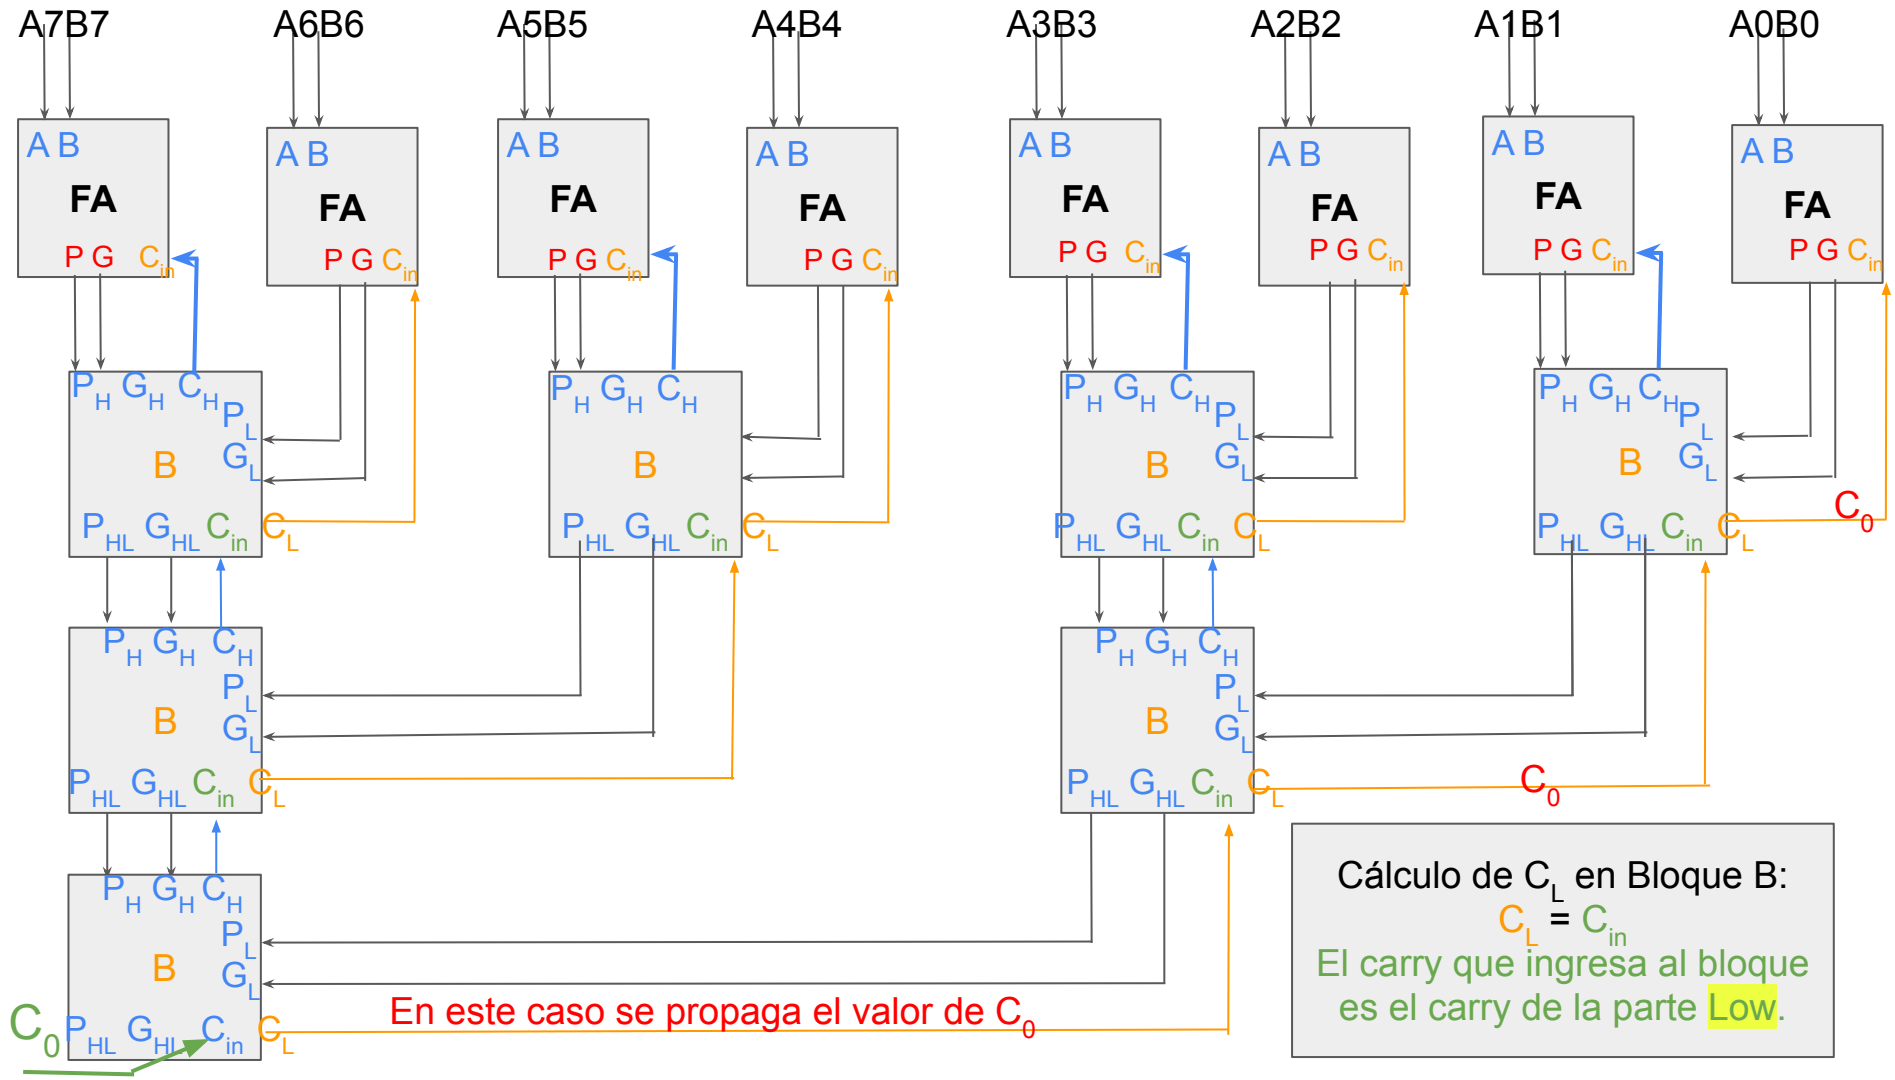 A7B7 A6B6 A5B5 A4B4 A3B3 A2B2 A1B1 A0B0
A B A B A B A B A B A B A B A B
FA FA FA FA FA FA FA FA
P G Cin P G Cin P G Cin P G Cin P G Cin P G Cin P G Cin P G Cin
PH GH CH PH GH CH PH GH CH PH GH CH
PL PL PL
B GL B B GL B GL
C0
PHL GHL Cin CL PHL GHL Cin CL PHL GHL Cin CL PHL GHL Cin CL
PH GH CH PH GH CH
PL PL
B GL B GL
PHL GHL Cin CL PHL GHL Cin CL C0
PH GH CH
PL
B GL
C0 PHL GHL Cin CL
En este caso se propaga el valor de C0
Cálculo de CL en Bloque B:
CL = Cin
El carry que ingresa al bloque
es el carry de la parte Low.